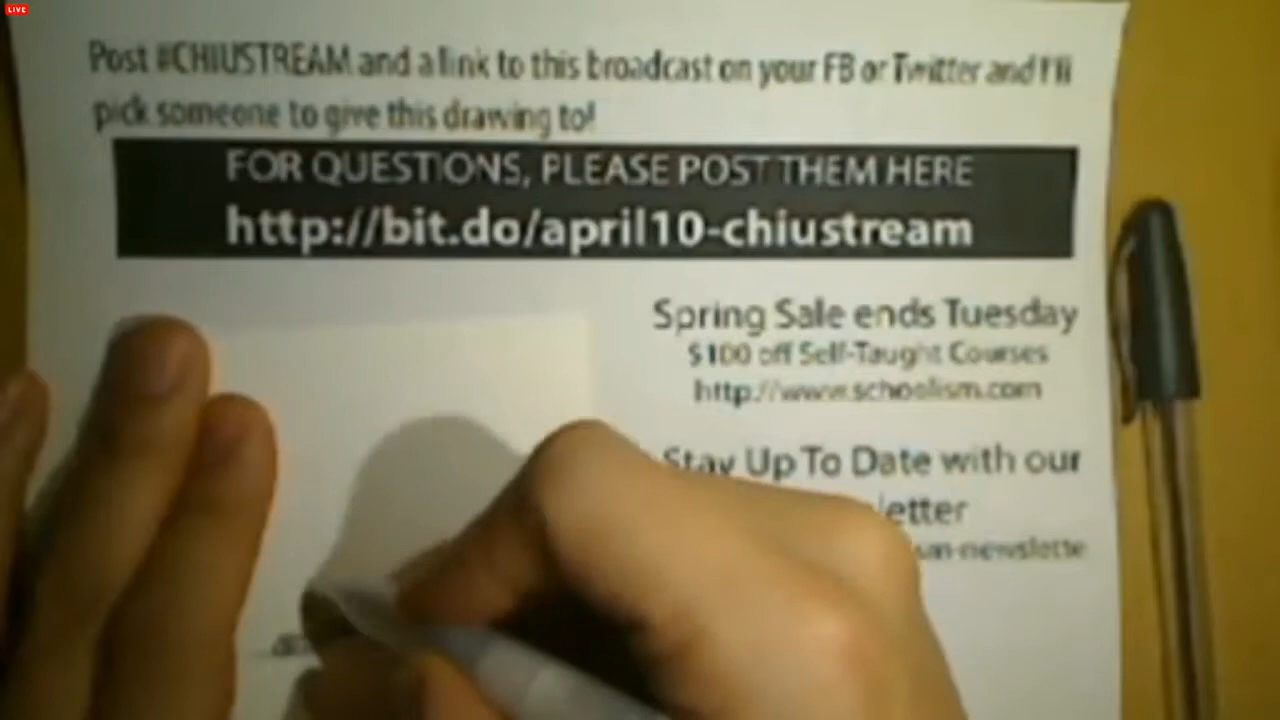 LIVE
Post #CHIUSTREAM and a link to this broadcast on your FB or Twitter and I'll
pick someone to give this drawing to!
FOR QUESTIONS, PLEASE POST THEM HERE
http://bit.do/april10-chiustream
Spring Sale ends Tuesday
$100 off Self-Taught Courses
http://www.schoolism.com
Stay Up To Date with our